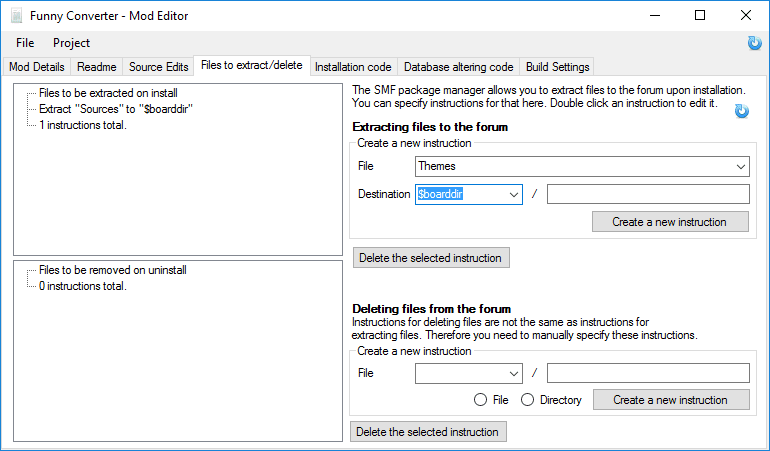 Funny Converter - Mod Editor
File Project
Mod Details Readme Source Edits Files to extract/delete Installation code Database altering code Build Settings
Files to be extracted on install
Extract "Sources" to "$boarddir"
1 instructions total.
The SMF package manager allows you to extract files to the forum upon installation.
You can specify instructions for that here. Double click an instruction to edit it.
Extracting files to the forum
Create a new instruction
File Themes
Destination $boarddir /
Create a new instruction
Delete the selected instruction
Files to be removed on uninstall
0 instructions total.
Deleting files from the forum
Instructions for deleting files are not the same as instructions for
extracting files. Therefore you need to manually specify these instructions.
Create a new instruction
File /
File Directory Create a new instruction
Delete the selected instruction